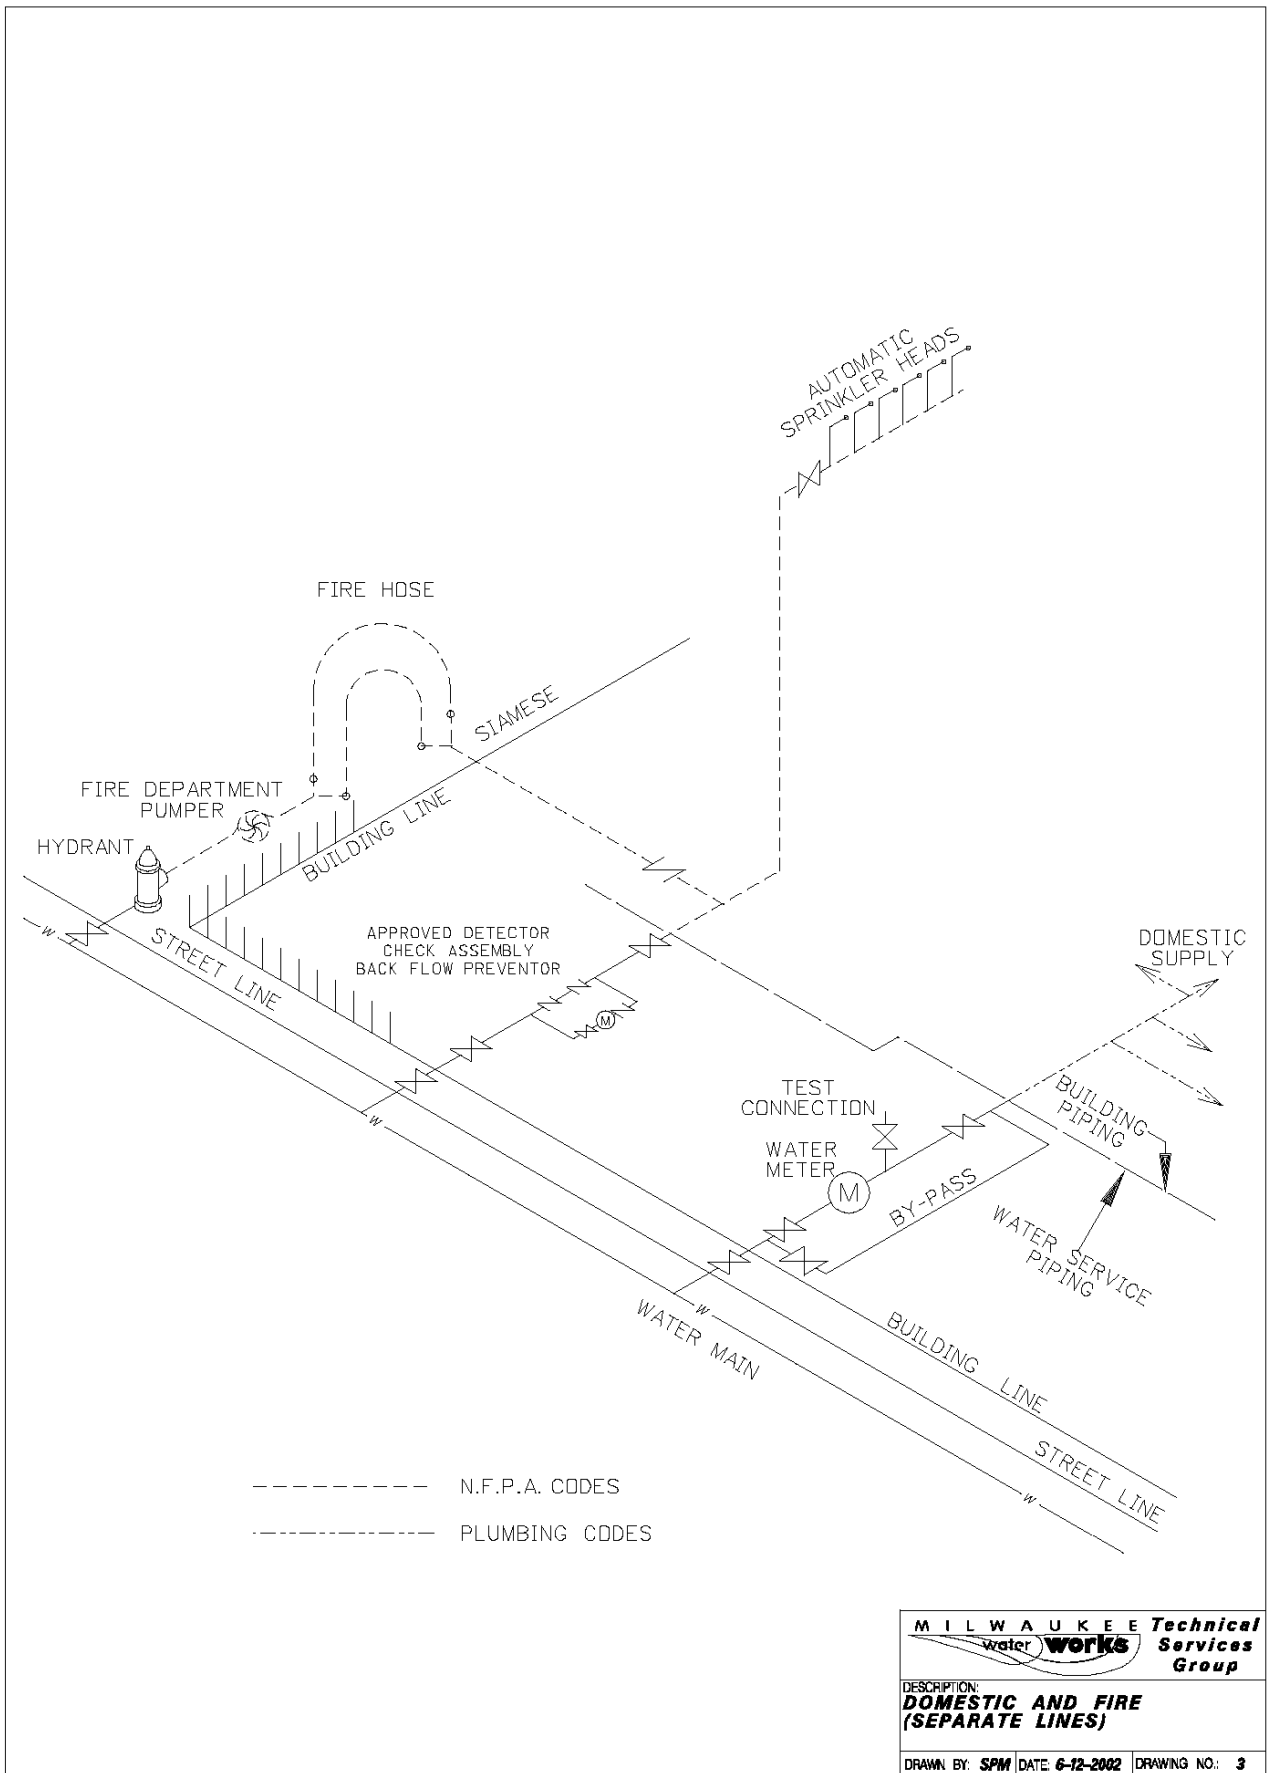 AUTOMATIC
SPRINKLER HEADS
FIRE HOSE
SIAMESE
FIRE DEPARTMENT
PUMPER
HYDRANT
BUILDING LINE
W
STREET LINE
APPROVED DETECTOR
CHECK ASSEMBLY
BACK FLOW PREVENTOR
M
DOMESTIC
SUPPLY
TEST
CONNECTION
BUILDING
PIPING
WATER
METER
M
BY-PASS
W
WATER SERVICE
PIPING
W
WATER MAIN
BUILDING LINE
STREET LINE
W
N.F.P.A. CODES
PLUMBING CODES
MILWAUKEE
water works
Technical
Services
Group
DESCRIPTION:
DOMESTIC AND FIRE
(SEPARATE LINES)
DRAWN BY: SPM DATE: 6-12-2002 DRAWING NO.: 3